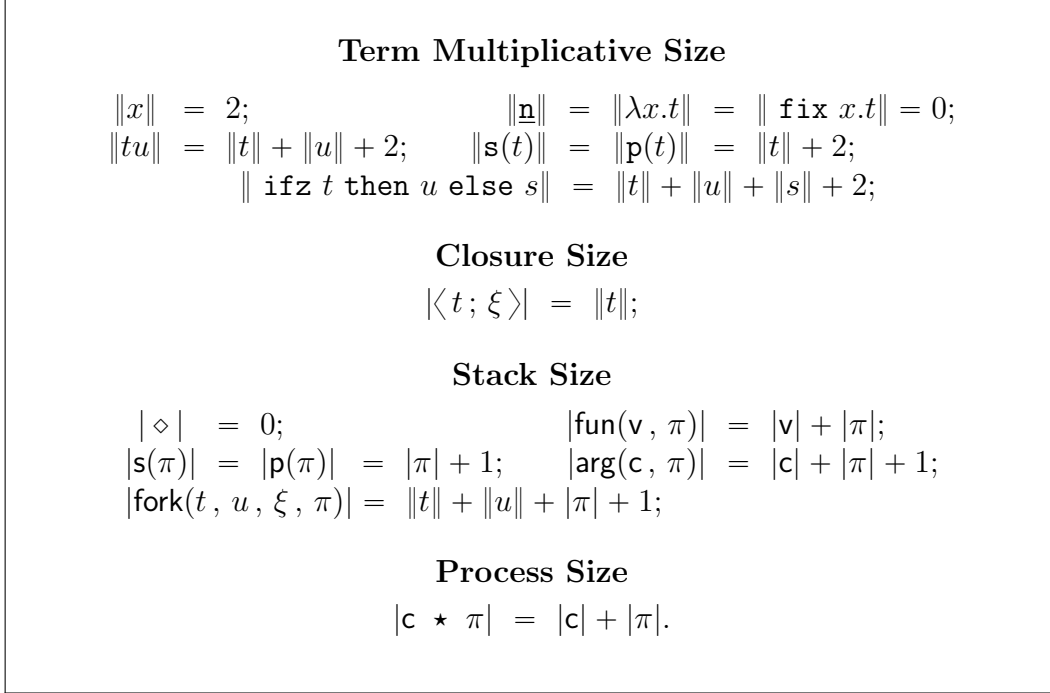 Term Multiplicative Size
‖x‖ = 2; ‖n‖ = ‖λx.t‖ = ‖ fix x.t‖ = 0;
‖tu‖ = ‖t‖ + ‖u‖ + 2; ‖s(t)‖ = ‖p(t)‖ = ‖t‖ + 2;
‖ ifz t then u else s‖ = ‖t‖ + ‖u‖ + ‖s‖ + 2;
Closure Size
|⟨ t ; ξ ⟩| = ‖t‖;
Stack Size
| ⋄ | = 0; |fun(v , π)| = |v| + |π|;
|s(π)| = |p(π)| = |π| + 1; |arg(c , π)| = |c| + |π| + 1;
|fork(t , u , ξ , π)| = ‖t‖ + ‖u‖ + |π| + 1;
Process Size
|c ⋆ π| = |c| + |π|.